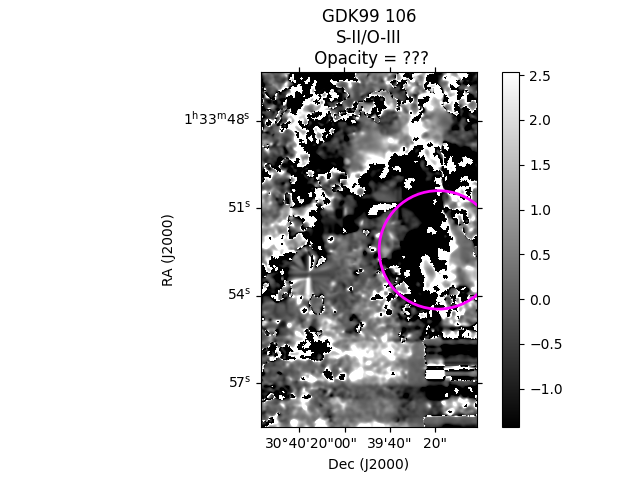 GDK99 106
S-II/O-III
Opacity = ???
1ʰ33ᵐ48ˢ
51ˢ
54ˢ
57ˢ
RA (J2000)
30°40'20"00" 39'40" 20"
Dec (J2000)
2.5
2.0
1.5
1.0
0.5
0.0
−0.5
−1.0